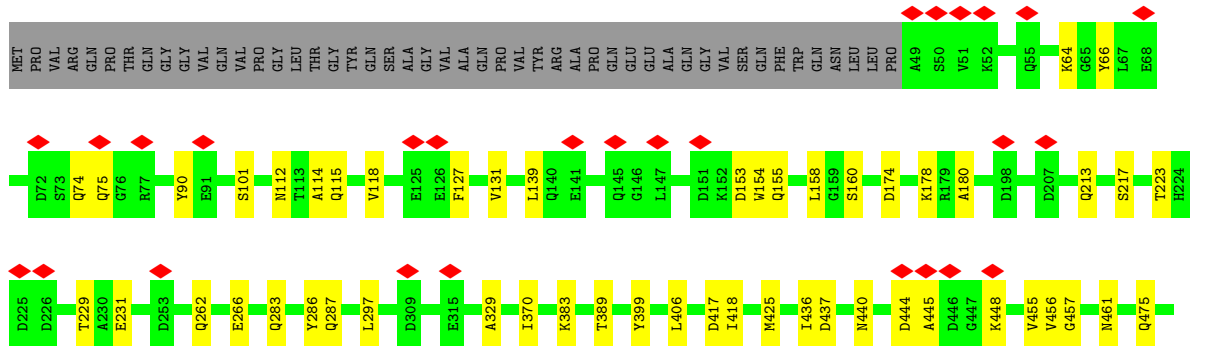 MET PRO VAL ARG GLN PRO THR GLN GLY GLY VAL GLN VAL PRO GLY LEU THR GLY TYR GLN SER ALA GLY VAL ALA GLN PRO VAL TYR ARG ALA PRO GLN GLU GLU ALA GLN GLY VAL SER GLN PHE TRP GLN ASN LEU LEU PRO A49 S50 V51 K52 Q55 K64 G65 Y66 L67 E68
D72 S73 Q74 Q75 G76 R77 Y90 E91 S101 N112 T113 A114 Q115 V118 E125 E126 F127 V131 L139 Q140 E141 Q145 G146 L147 D151 K152 D153 W154 Q155 L158 G159 S160 D174 K178 R179 A180 D198 D207 Q213 S217 T223 H224
D225 D226 T229 A230 E231 D253 Q262 E266 Q283 Y286 Q287 L297 D309 E315 A329 I370 K383 T389 Y399 L406 D417 I418 M425 I436 D437 N440 D444 A445 D446 G447 K448 V455 V456 G457 N461 Q475